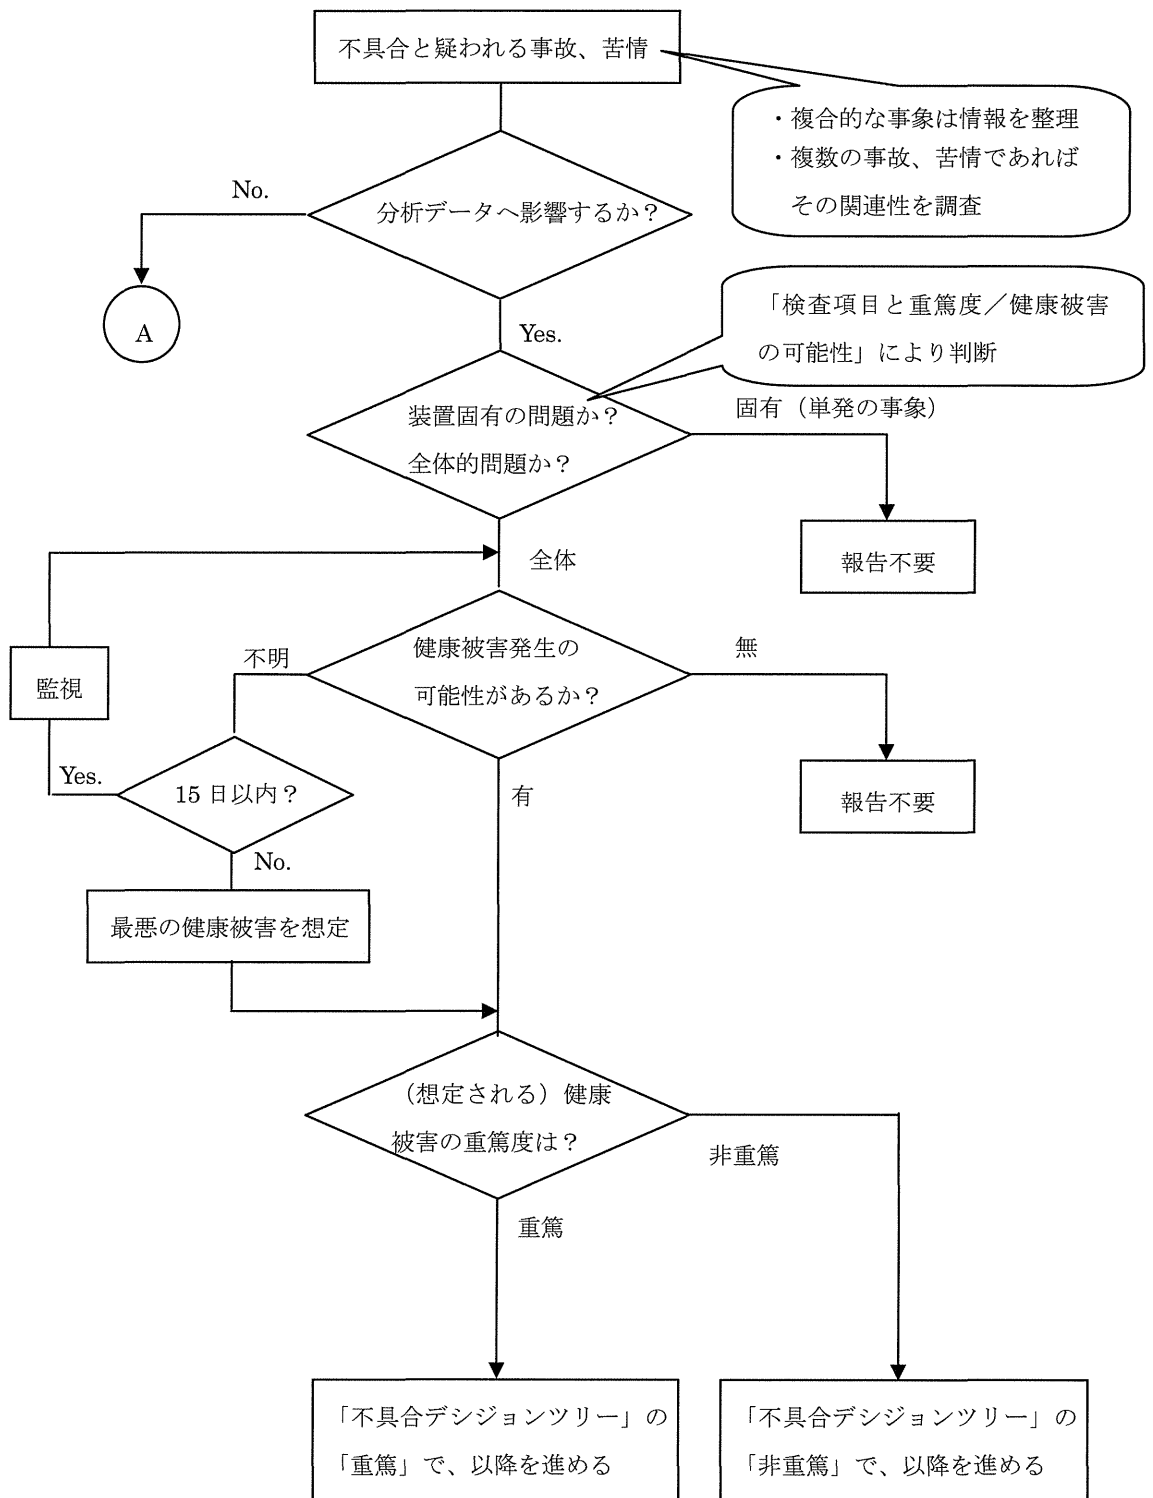 不具合と疑われる事故、苦情
・複合的な事象は情報を整理
・複数の事故、苦情であれば
その関連性を調査
No.
分析データへ影響するか？
A
Yes.
「検査項目と重篤度／健康被害
の可能性」により判断
装置固有の問題か？
全体的問題か？
固有（単発の事象）
報告不要
全体
健康被害発生の
可能性があるか？
不明
無
監視
報告不要
Yes.
15 日以内？
有
No.
最悪の健康被害を想定
（想定される）健康
被害の重篤度は？
非重篤
重篤
「不具合デシジョンツリー」の
「重篤」で、以降を進める
「不具合デシジョンツリー」の
「非重篤」で、以降を進める